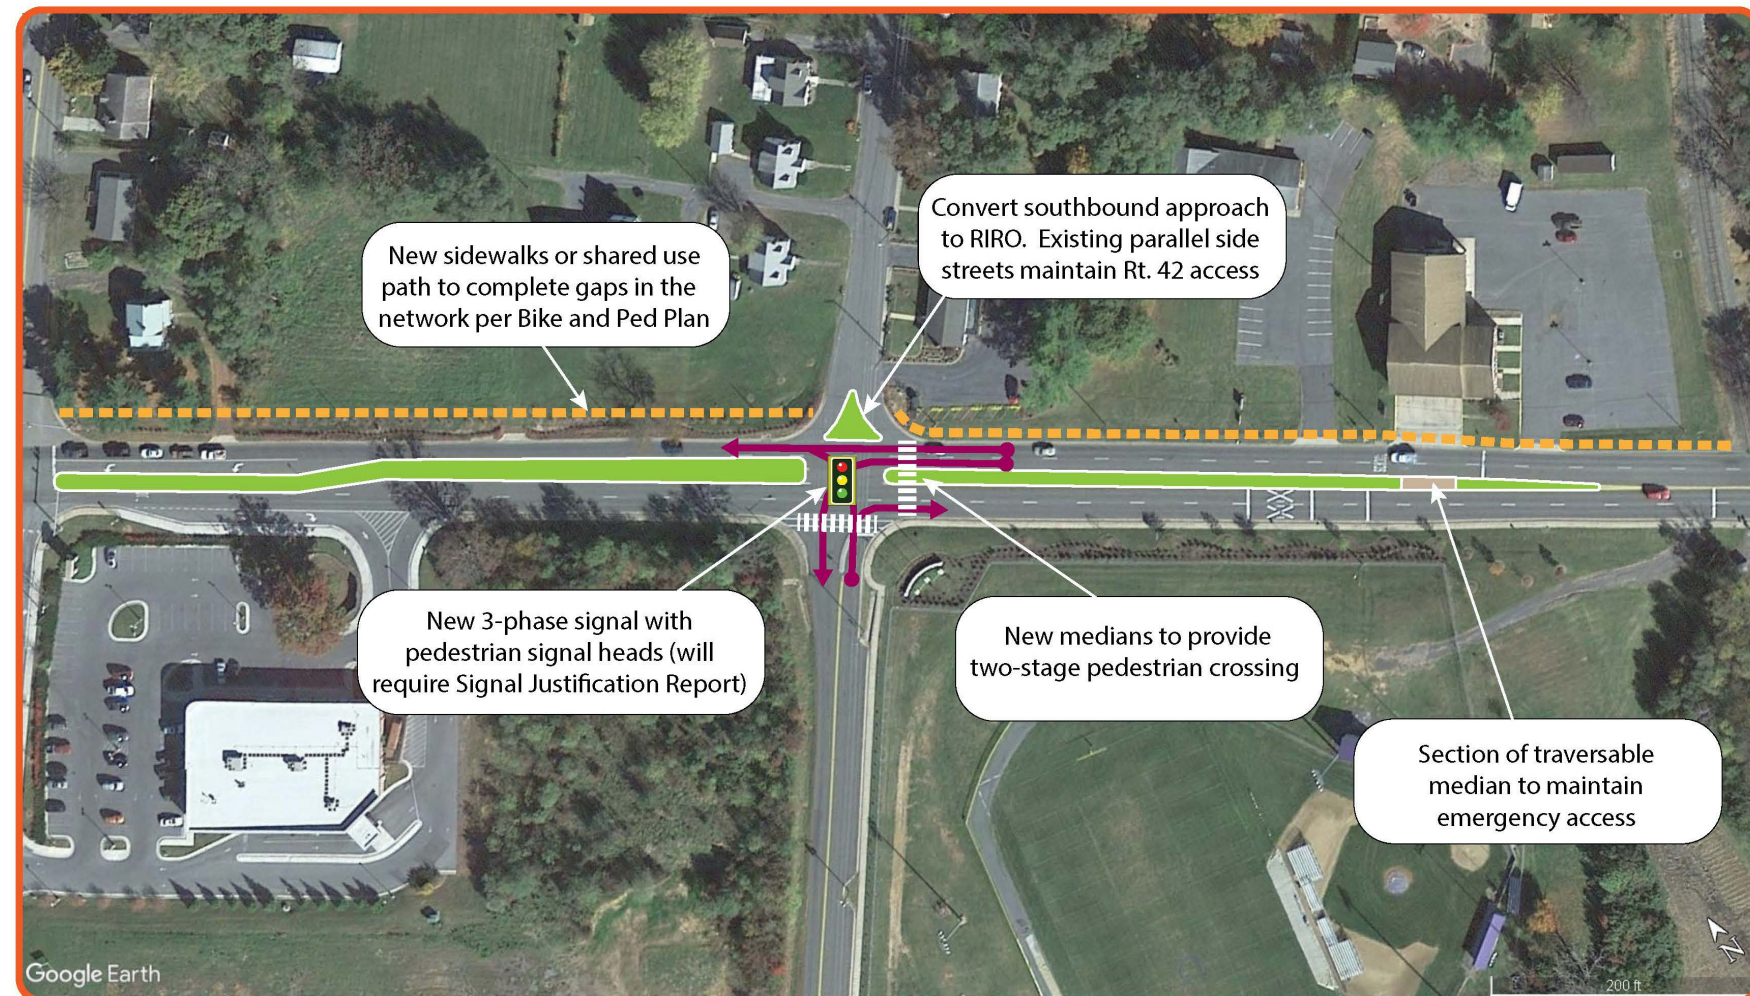 Convert southbound approach
to RIRO. Existing parallel side
streets maintain Rt. 42 access
New sidewalks or shared use
path to complete gaps in the
network per Bike and Ped Plan
New 3-phase signal with
pedestrian signal heads (will
require Signal Justification Report)
New medians to provide
two-stage pedestrian crossing
Section of traversable
median to maintain
emergency access
Google Earth
N
200 ft